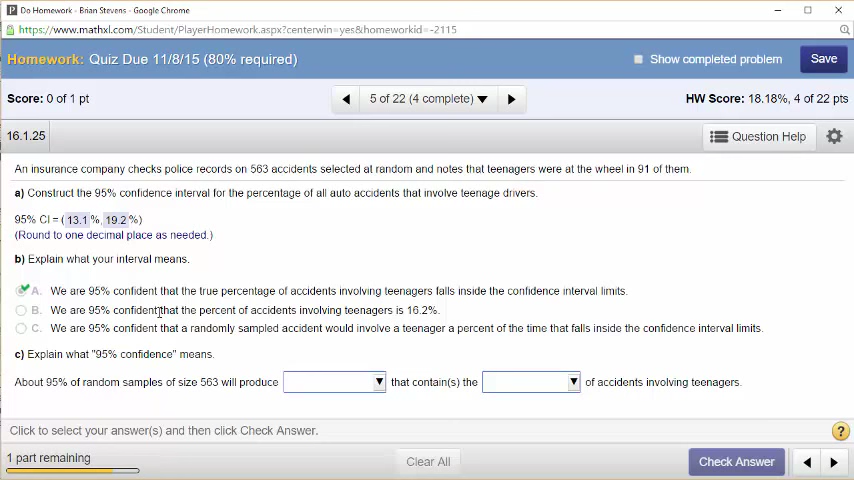 Do Homework - Brian Stevens - Google Chrome
https://www.mathxl.com/Student/PlayerHomework.aspx?centerwin=yes&homeworkid=-2115
Homework: Quiz Due 11/8/15 (80% required)
Show completed problem
Save
Score: 0 of 1 pt
5 of 22 (4 complete)
HW Score: 18.18%, 4 of 22 pts
16.1.25
Question Help
An insurance company checks police records on 563 accidents selected at random and notes that teenagers were at the wheel in 91 of them.
a) Construct the 95% confidence interval for the percentage of all auto accidents that involve teenage drivers.
95% CI = ( 13.1 %, 19.2 %)
(Round to one decimal place as needed.)
b) Explain what your interval means.
A. We are 95% confident that the true percentage of accidents involving teenagers falls inside the confidence interval limits.
B. We are 95% confident that the percent of accidents involving teenagers is 16.2%.
C. We are 95% confident that a randomly sampled accident would involve a teenager a percent of the time that falls inside the confidence interval limits.
c) Explain what "95% confidence" means.
About 95% of random samples of size 563 will produce that contain(s) the of accidents involving teenagers.
Click to select your answer(s) and then click Check Answer.
?
1 part remaining
Clear All
Check Answer